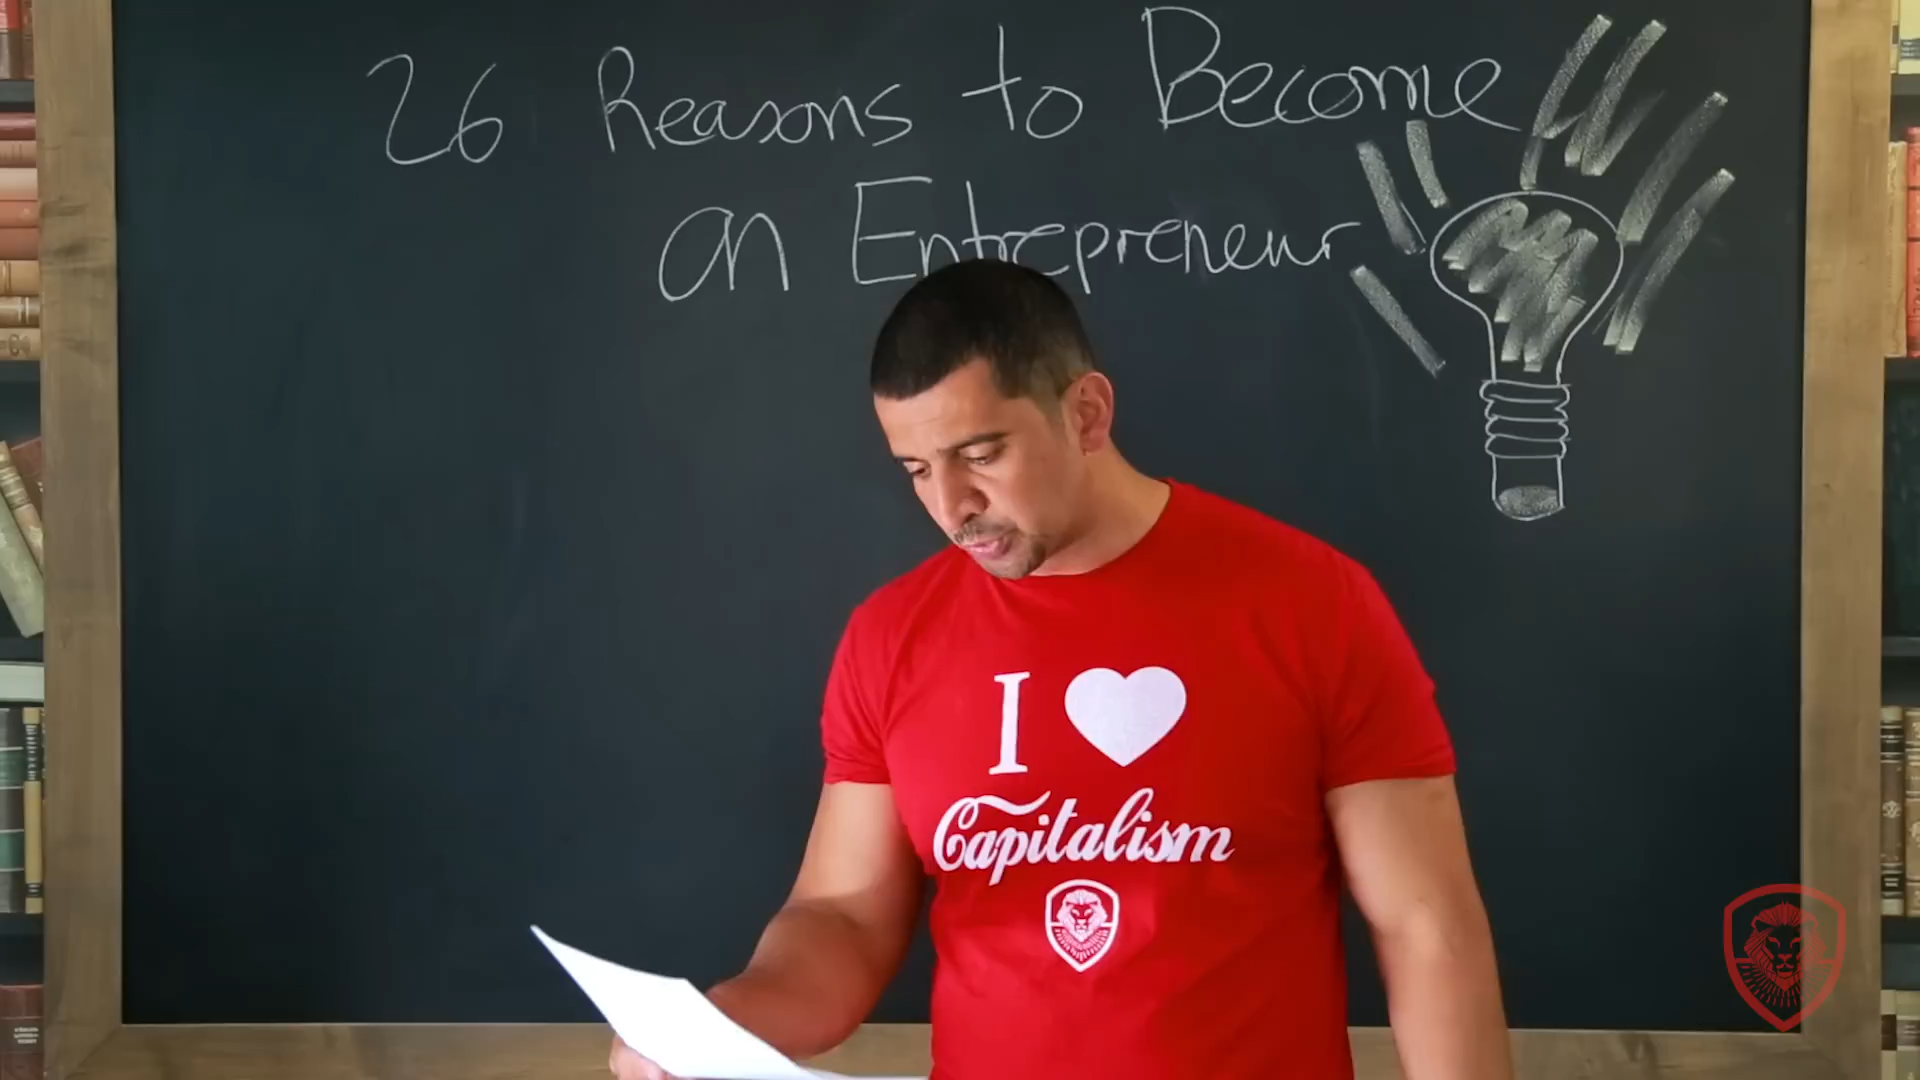 26 Reasons to Become
an Entrepreneur
I
Capitalism